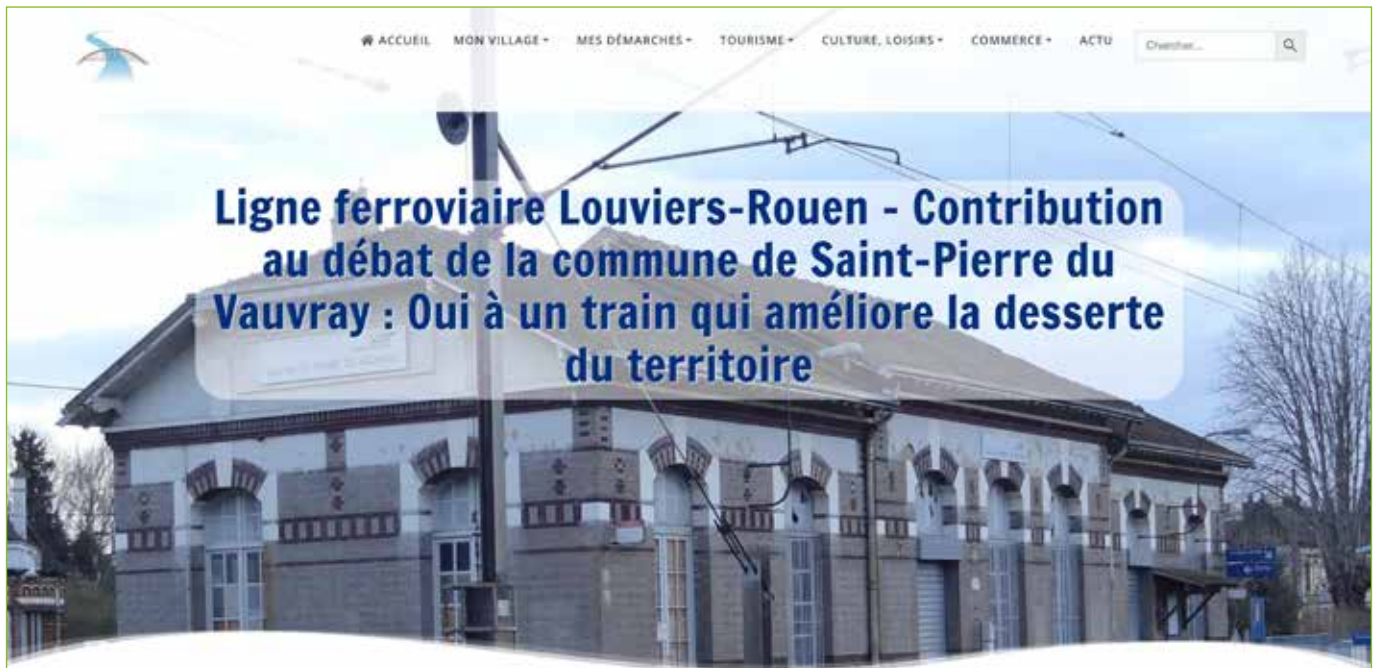 ACCUEIL MON VILLAGE MES DÉMARCHES TOURISME CULTURE, LOISIRS COMMERCE ACTU Chercher...
Ligne ferroviaire Louviers-Rouen - Contribution
au débat de la commune de Saint-Pierre du
Vauvray : Oui à un train qui améliore la desserte
du territoire